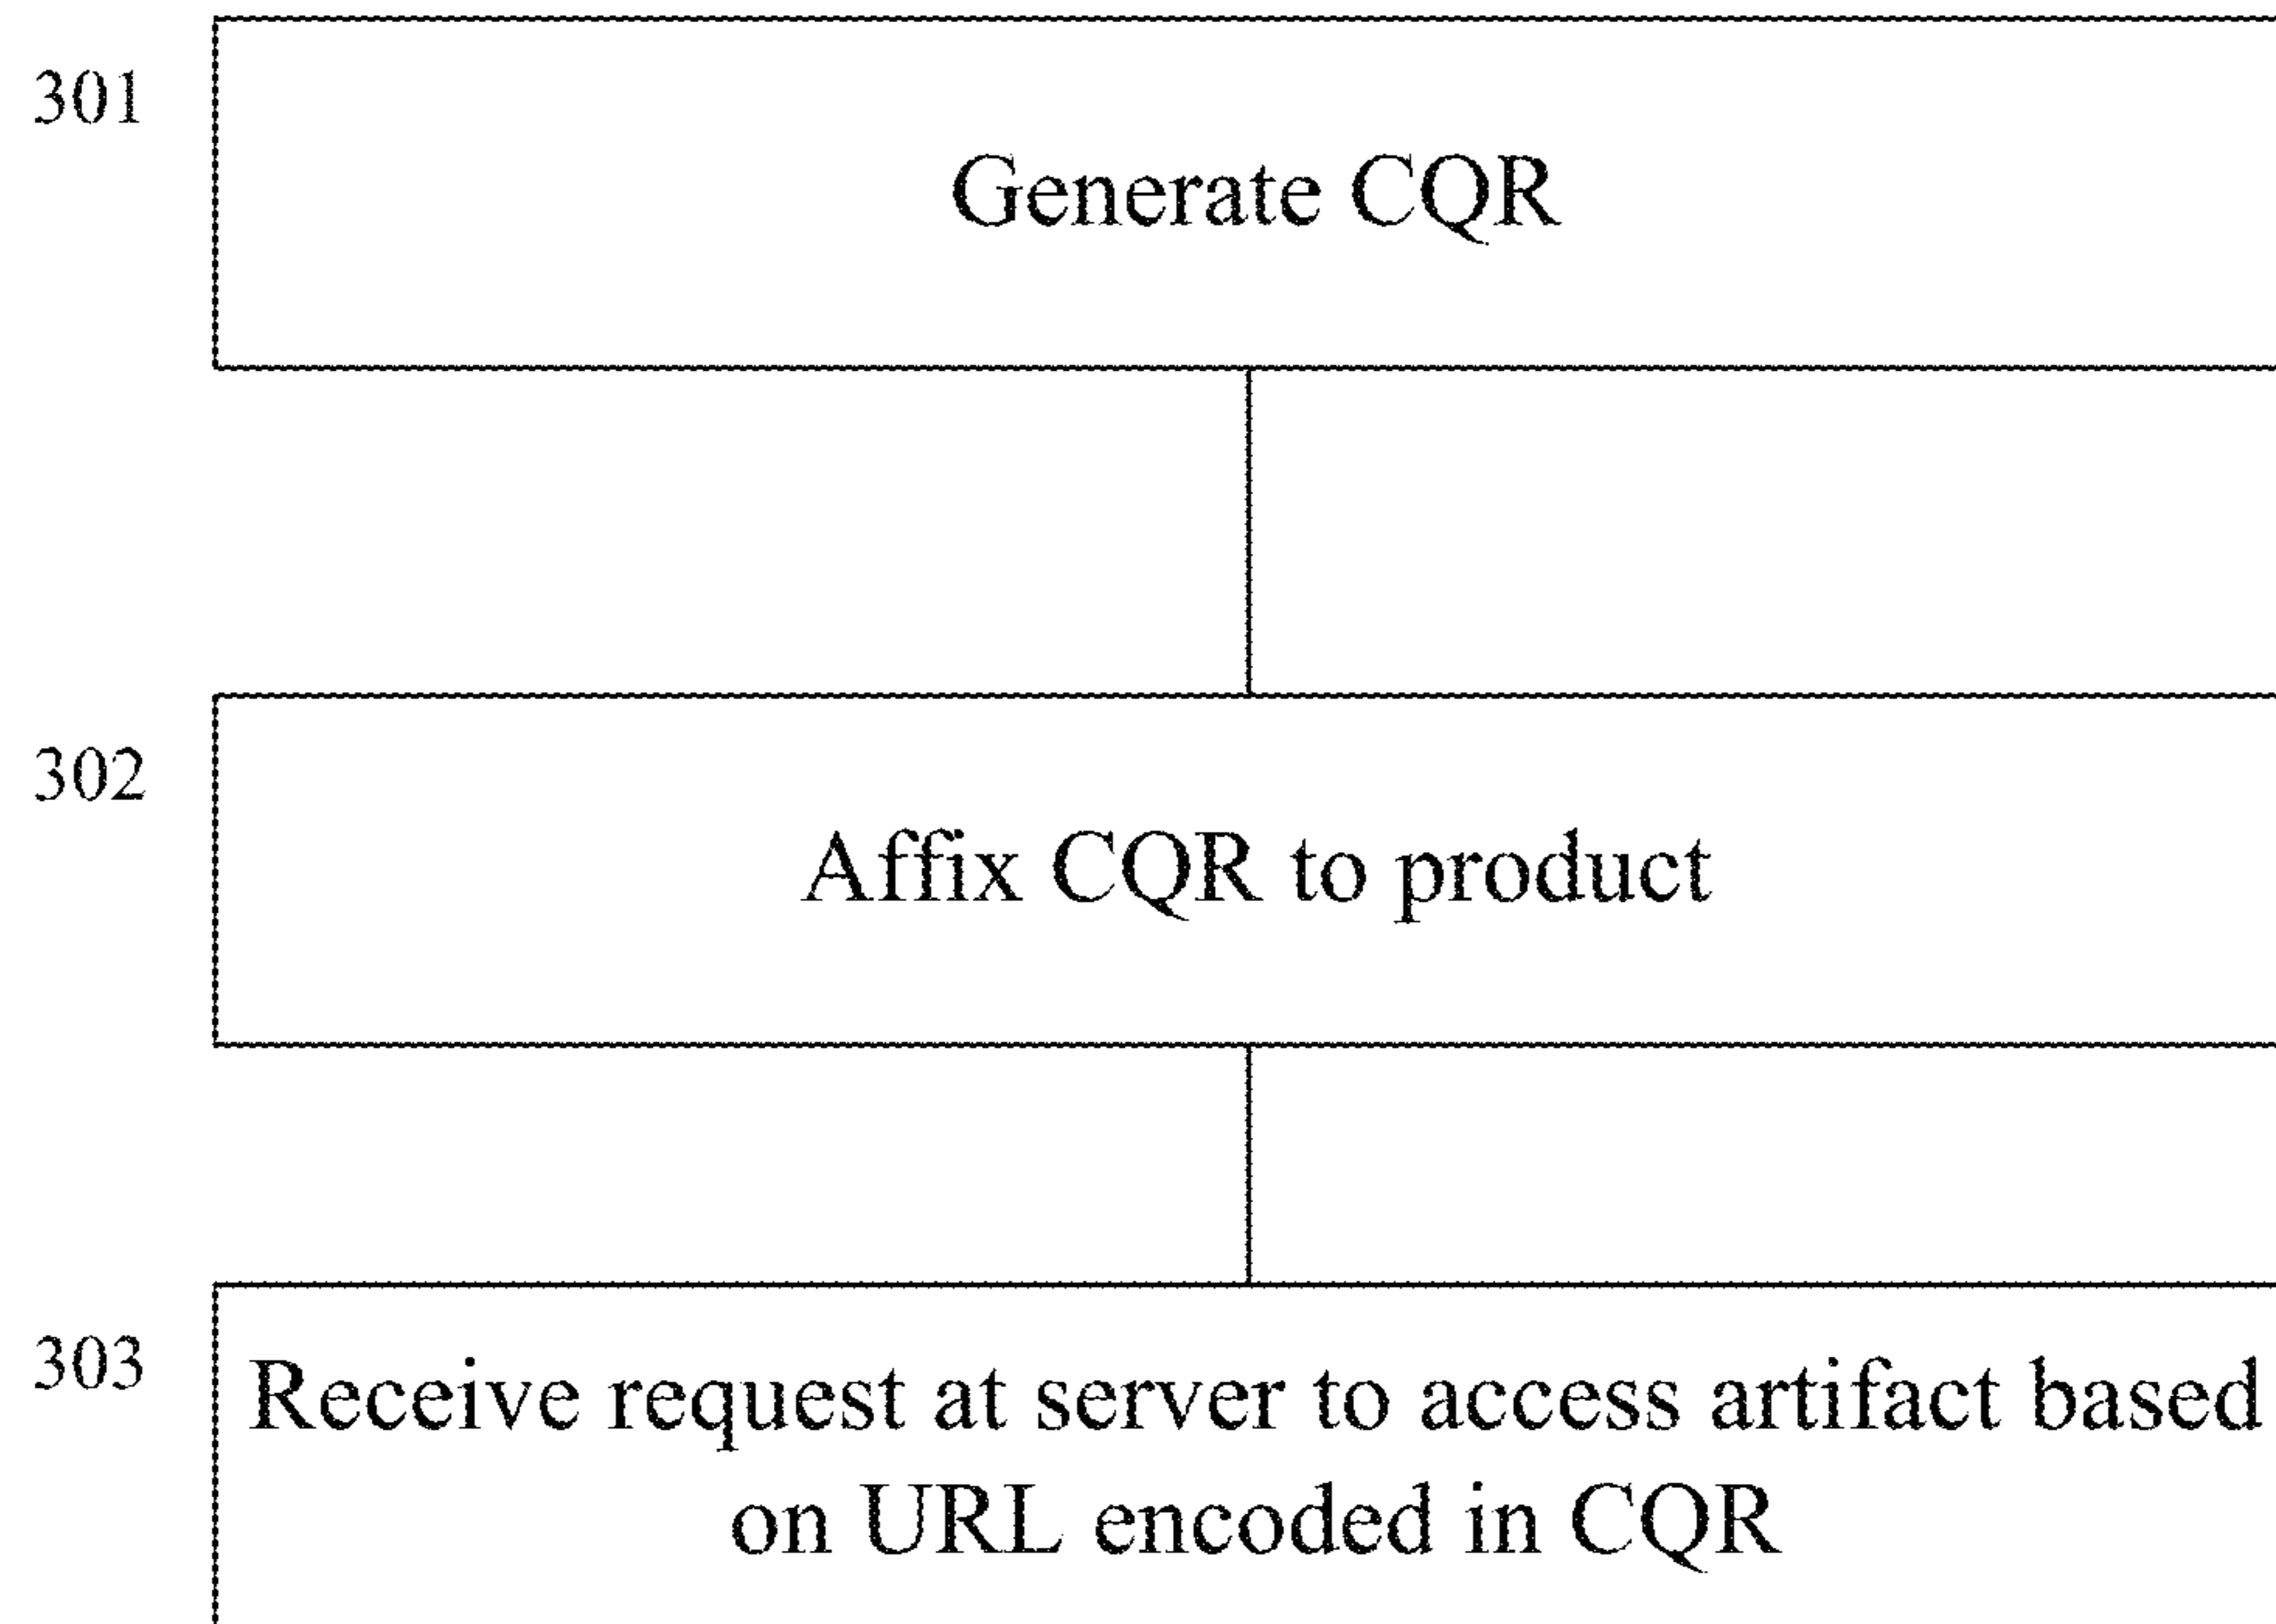 301
Generate CQR
302
Affix CQR to product
303
Receive request at server to access artifact based
on URL encoded in CQR